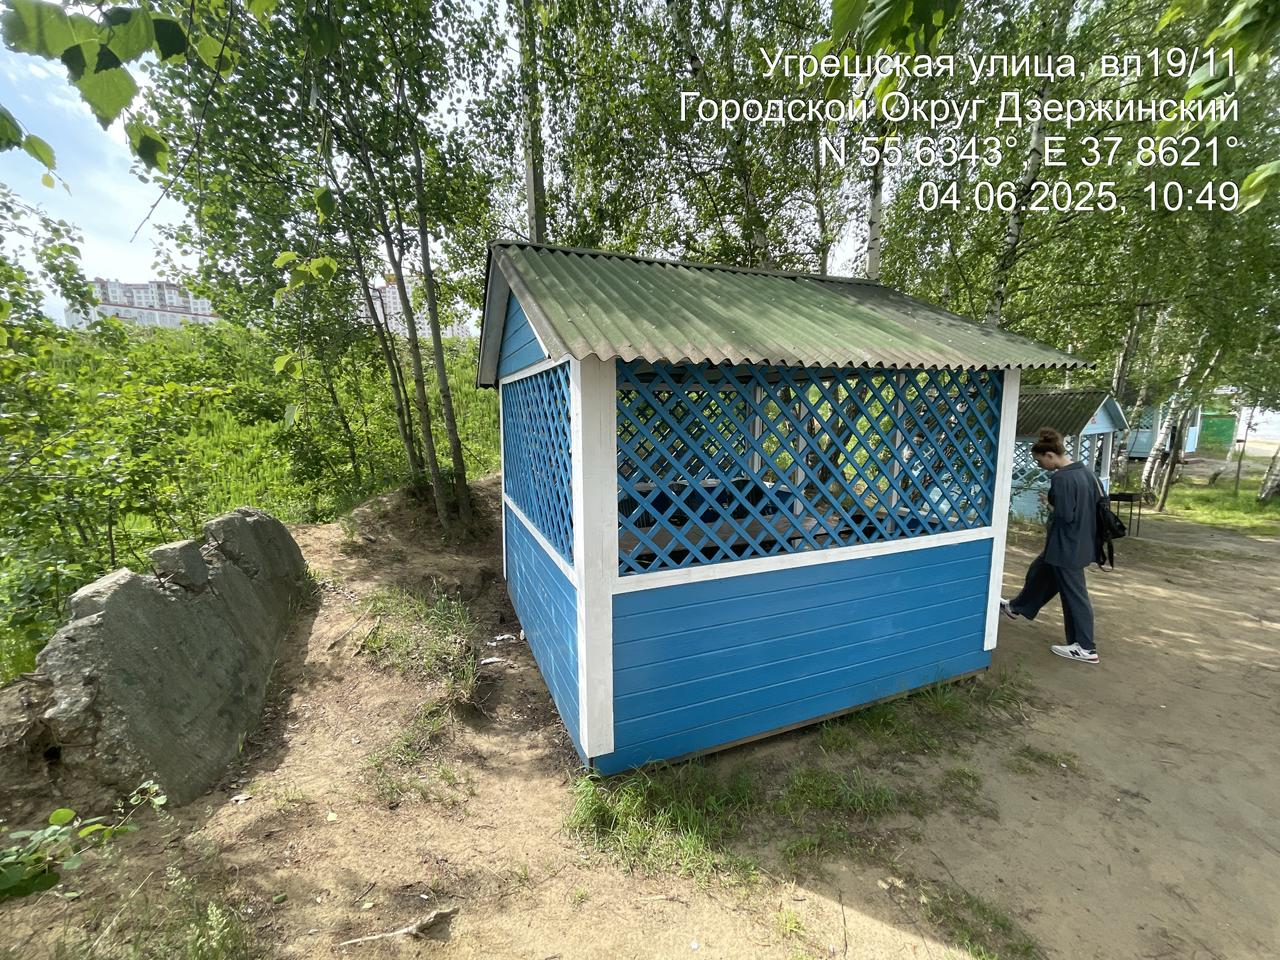 Угрешская улица, вл19/11
Городской Округ Дзержинский
N 55.6343°, E 37.8621°
04.06.2025, 10:49